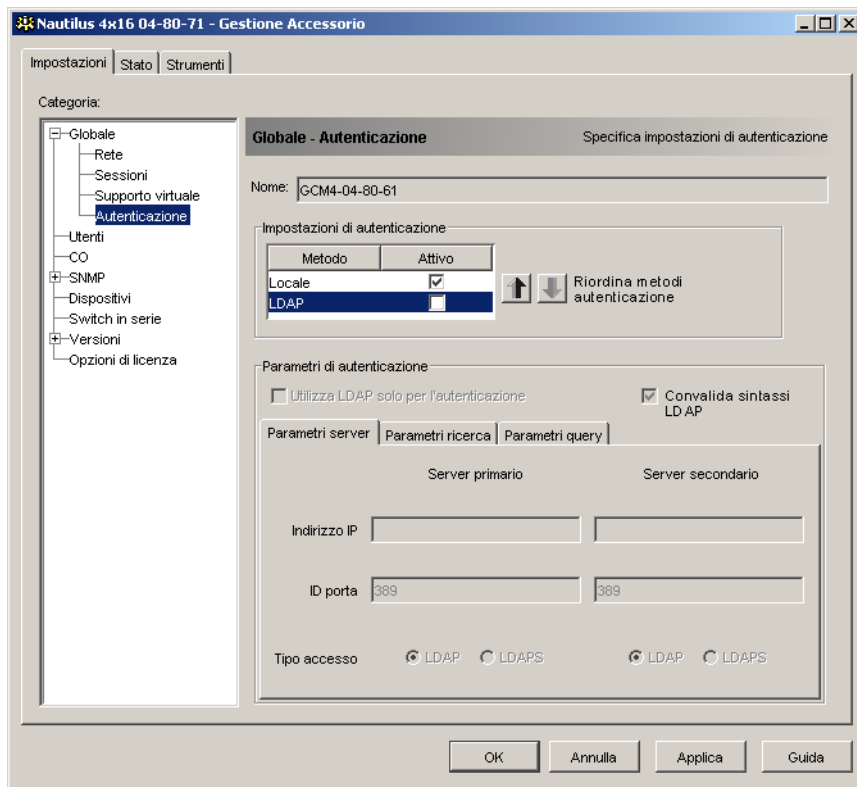 Nautilus 4x16 04-80-71 - Gestione Accessorio
Impostazioni Stato Strumenti
Categoria:
Globale
Rete
Sessioni
Supporto virtuale
Autenticazione
Utenti
CO
SNMP
Dispositivi
Switch in serie
Versioni
Opzioni di licenza
Globale - Autenticazione Specifica impostazioni di autenticazione
Nome: GCM4-04-80-61
Impostazioni di autenticazione
Metodo Attivo
Locale
LDAP
Riordina metodi
autenticazione
Parametri di autenticazione
Utilizza LDAP solo per l'autenticazione
Convalida sintassi
LDAP
Parametri server Parametri ricerca Parametri query
Server primario Server secondario
Indirizzo IP
ID porta 389 389
Tipo accesso LDAP LDAPS LDAP LDAPS
OK Annulla Applica Guida